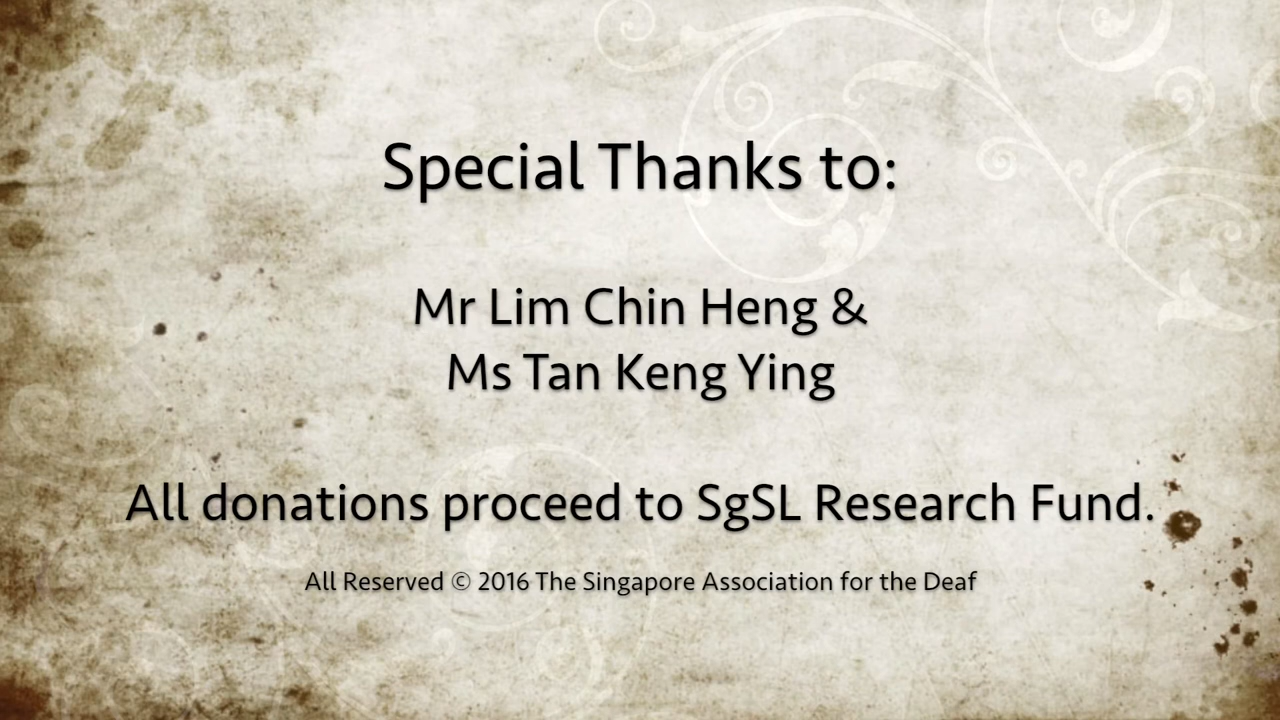 Special Thanks to:
Mr Lim Chin Heng &
Ms Tan Keng Ying
All donations proceed to SgSL Research Fund.
All Reserved © 2016 The Singapore Association for the Deaf